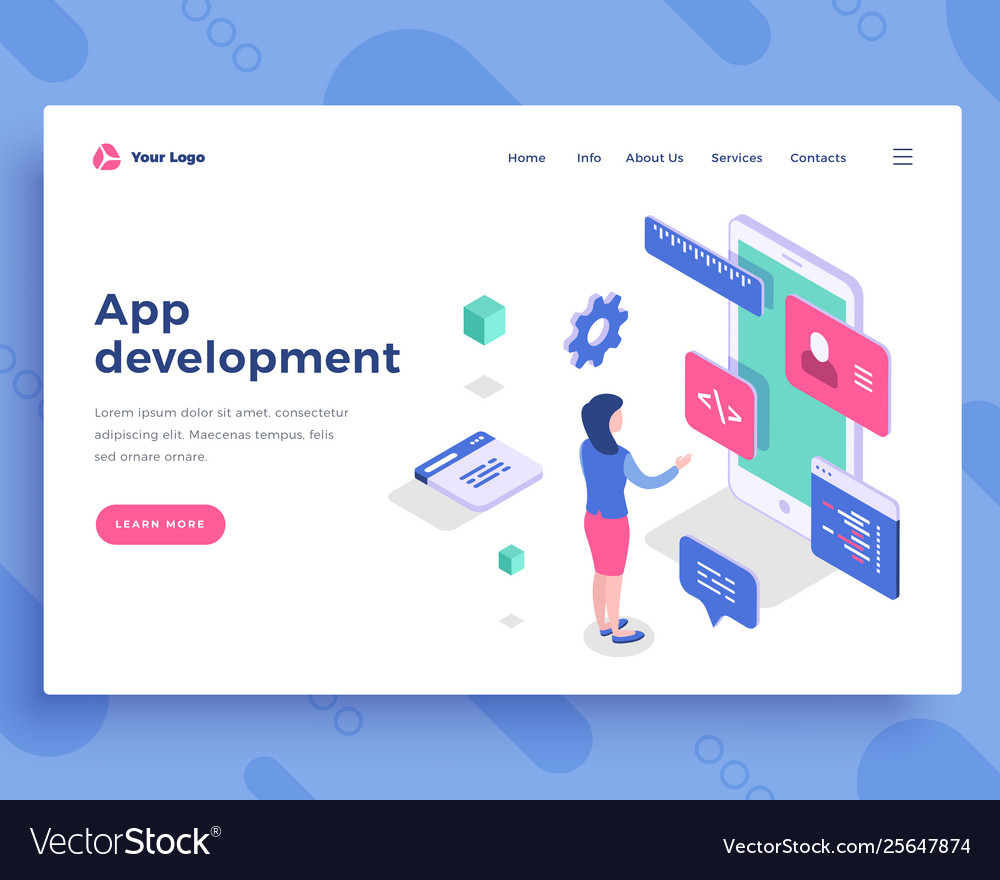 Your Logo
Home Info About Us Services Contacts
App
development
Lorem ipsum dolor sit amet, consectetur
adipiscing elit. Maecenas tempus, felis
sed ornare ornare.
LEARN MORE
</>
VectorStock®
VectorStock.com/25647874